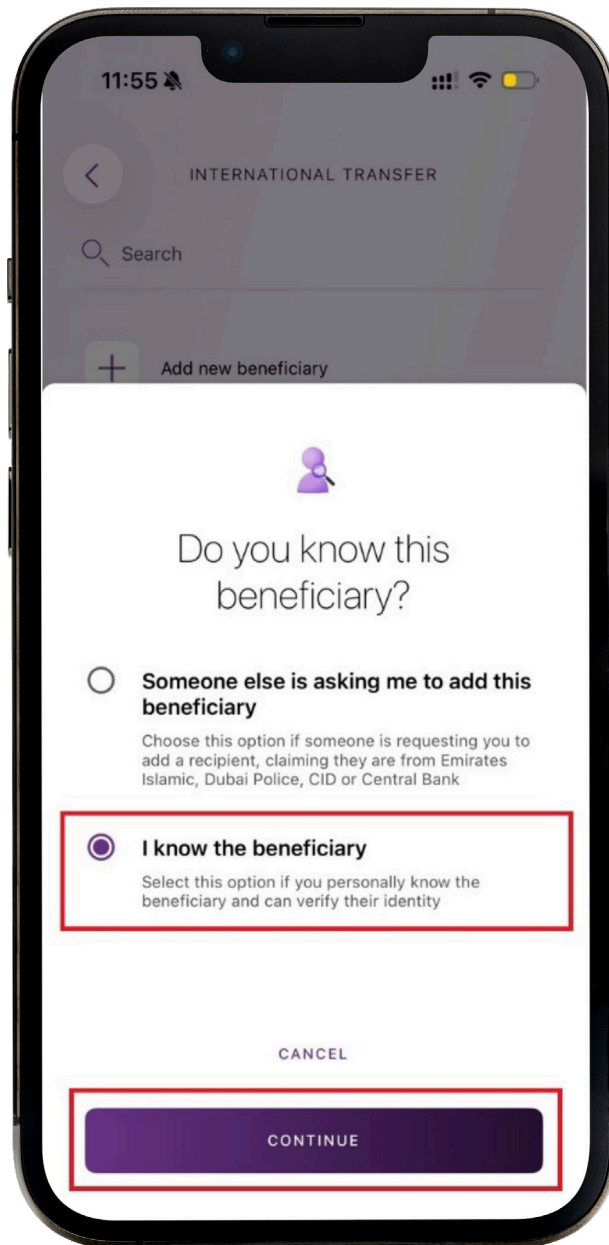 11:55
INTERNATIONAL TRANSFER
Search
Add new beneficiary
Do you know this
beneficiary?
Someone else is asking me to add this
beneficiary
Choose this option if someone is requesting you to
add a recipient, claiming they are from Emirates
Islamic, Dubai Police, CID or Central Bank
I know the beneficiary
Select this option if you personally know the
beneficiary and can verify their identity
CANCEL
CONTINUE